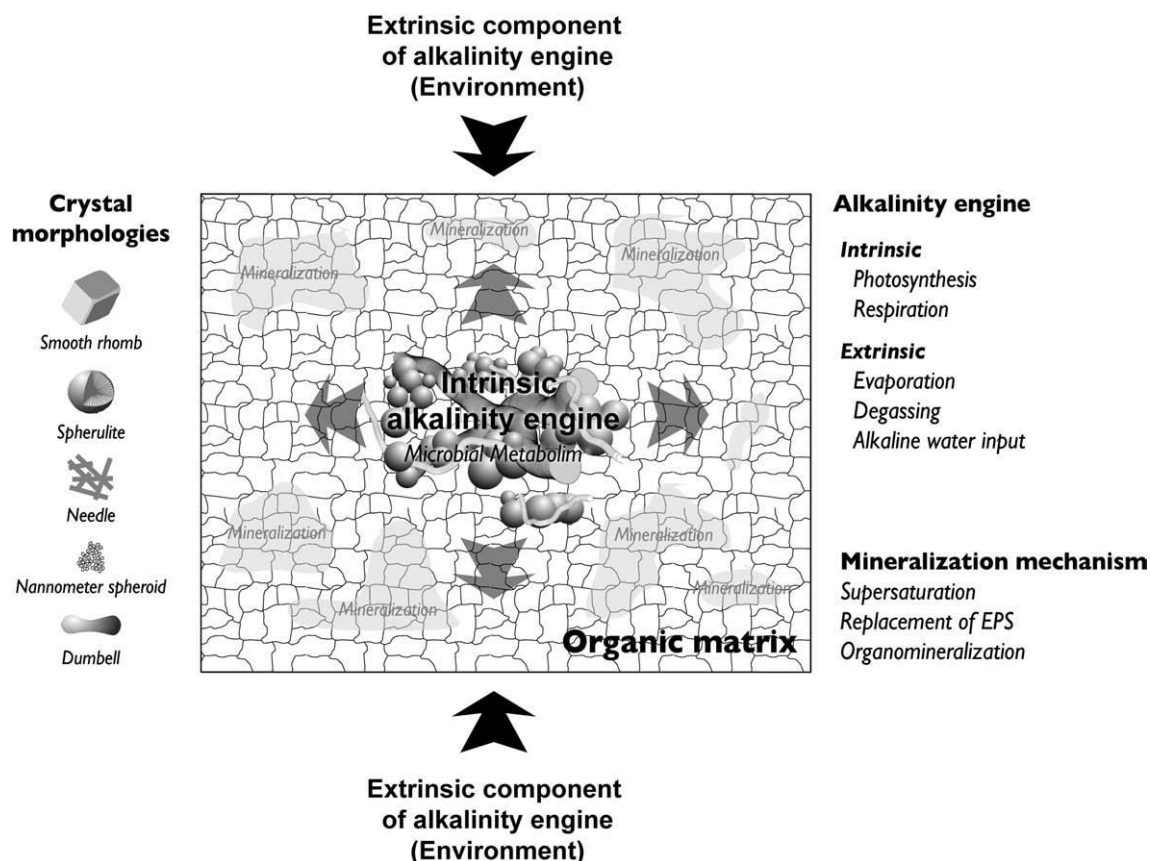 Extrinsic component
of alkalinity engine
(Environment)
Crystal
morphologies
Smooth rhomb
Spherulite
Needle
Nannometer spheroid
Dumbell
Mineralization
Mineralization
Mineralization
Intrinsic
alkalinity engine
Microbial Metabolim
Mineralization
Mineralization
Mineralization
Mineralization
Organic matrix
Alkalinity engine
Intrinsic
Photosynthesis
Respiration
Extrinsic
Evaporation
Degassing
Alkaline water input
Mineralization mechanism
Supersaturation
Replacement of EPS
Organomineralization
Extrinsic component
of alkalinity engine
(Environment)